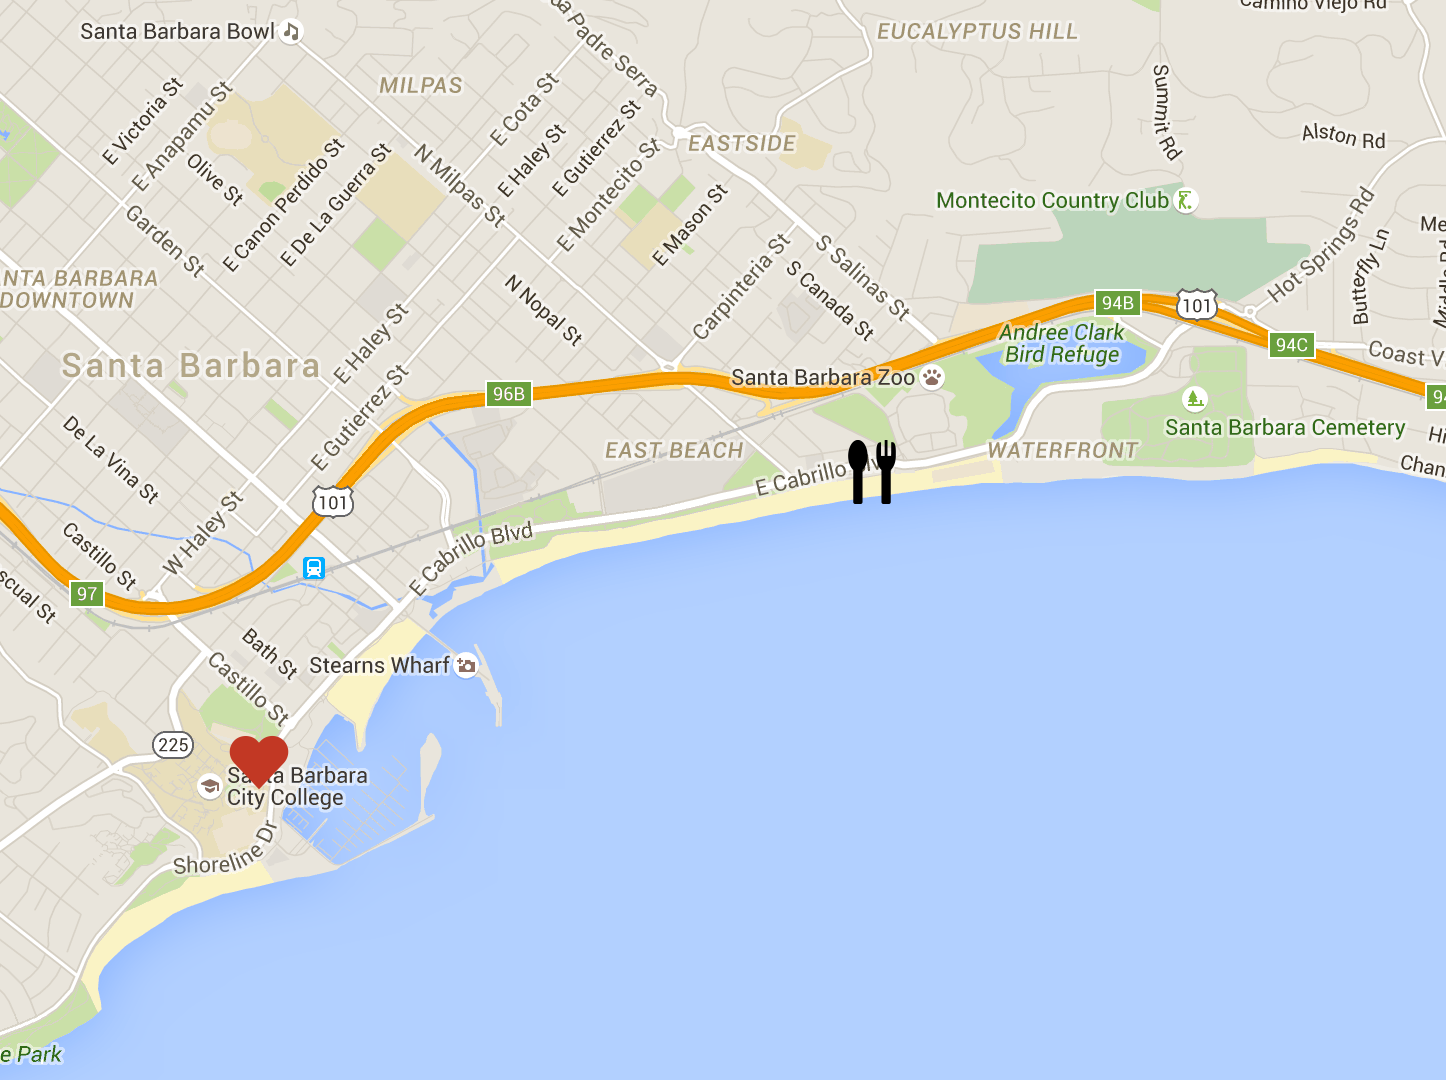 Camino Viejo Rd
Santa Barbara Bowl
EUCALYPTUS HILL
Padre Serra
MILPAS
E Victoria St
E Anapamu St
E Cota St
Summit Rd
E Haley St
E Gutierrez St
Alston Rd
EASTSIDE
Olive St
E Canon Perdido St
E De La Guerra St
N Milpas St
E Montecito St
E Mason St
Montecito Country Club
Garden St
Carpinteria St
S Salinas St
Hot Springs Rd
Butterfly Ln
Me
NTA BARBARA
DOWNTOWN
N Nopal St
S Canada St
94B
101
Andree Clark
Bird Refuge
94C
Coast V
Santa Barbara
E Haley St
E Gutierrez St
96B
Santa Barbara Zoo
94
De La Vina St
Santa Barbara Cemetery
Hi
EAST BEACH
WATERFRONT
Chan
E Cabrillo
101
W Haley St
Castillo St
E Cabrillo Blvd
97
scual St
Bath St
Castillo St
Stearns Wharf
225
Santa Barbara
City College
Shoreline Dr
e Park